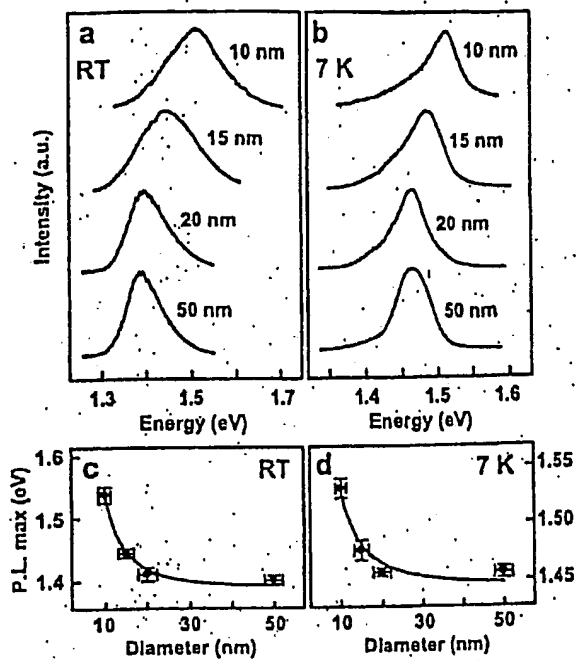 a
RT
10 nm
15 nm
20 nm
50 nm
Intensity (a.u.)
1.3 1.5 1.7
Energy (eV)
b
7 K
10 nm
15 nm
20 nm
50 nm
1.4 1.5 1.6
Energy (eV)
c RT
P.L. max (eV)
1.6
1.5
1.4
10 30 50
Diameter (nm)
d 7 K
1.55
1.50
1.45
10 30 50
Diameter (nm)